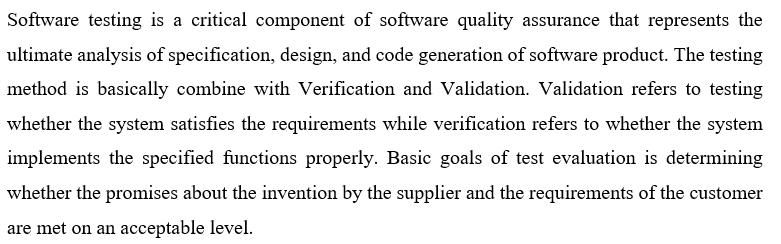 Software testing is a critical component of software quality assurance that represents the
ultimate analysis of specification, design, and code generation of software product. The testing
method is basically combine with Verification and Validation. Validation refers to testing
whether the system satisfies the requirements while verification refers to whether the system
implements the specified functions properly. Basic goals of test evaluation is determining
whether the promises about the invention by the supplier and the requirements of the customer
are met on an acceptable level.